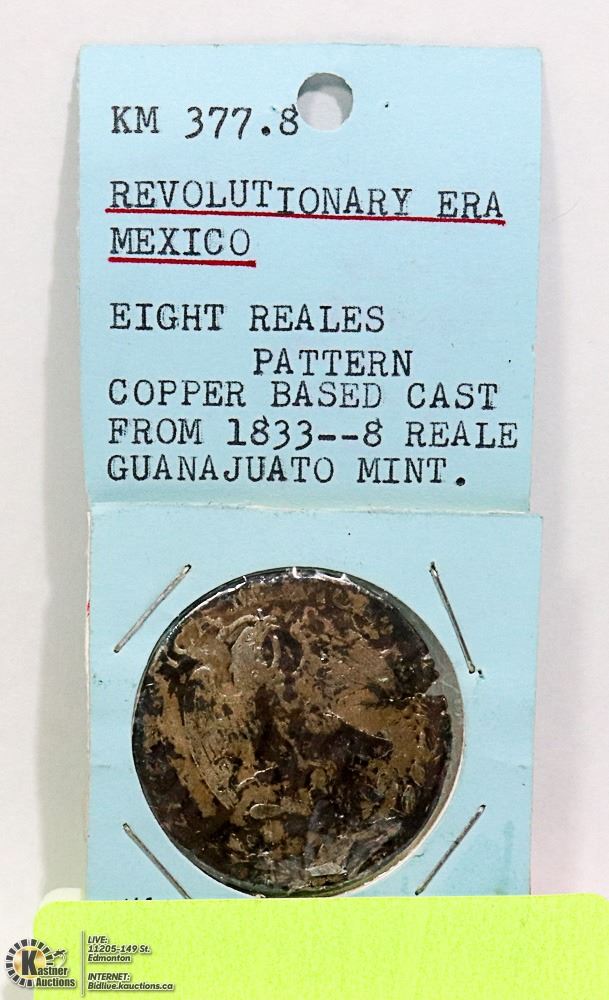 KM 377.8
REVOLUTIONARY ERA
MEXICO
EIGHT REALES
PATTERN
COPPER BASED CAST
FROM 1833--8 REALE
GUANAJUATO MINT.
Kastner
Auctions
LIVE:
11205-149 St.
Edmonton
INTERNET:
Bidlive.kauctions.ca